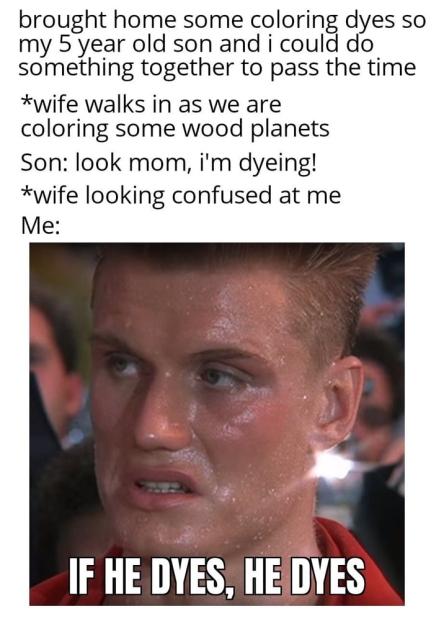 brought home some coloring dyes so
my 5 year old son and i could do
something together to pass the time
*wife walks in as we are
coloring some wood planets
Son: look mom, i'm dyeing!
*wife looking confused at me
Me:
IF HE DYES, HE DYES